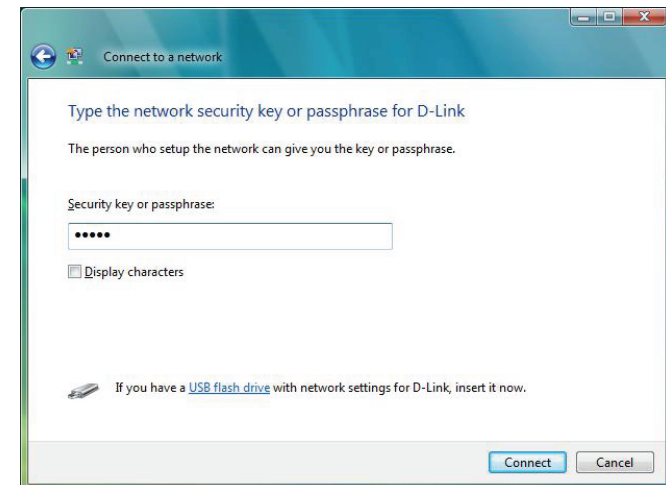 Connect to a network
Type the network security key or passphrase for D-Link
The person who setup the network can give you the key or passphrase.
Security key or passphrase:
•••••
Display characters
If you have a USB flash drive with network settings for D-Link, insert it now.
Connect Cancel